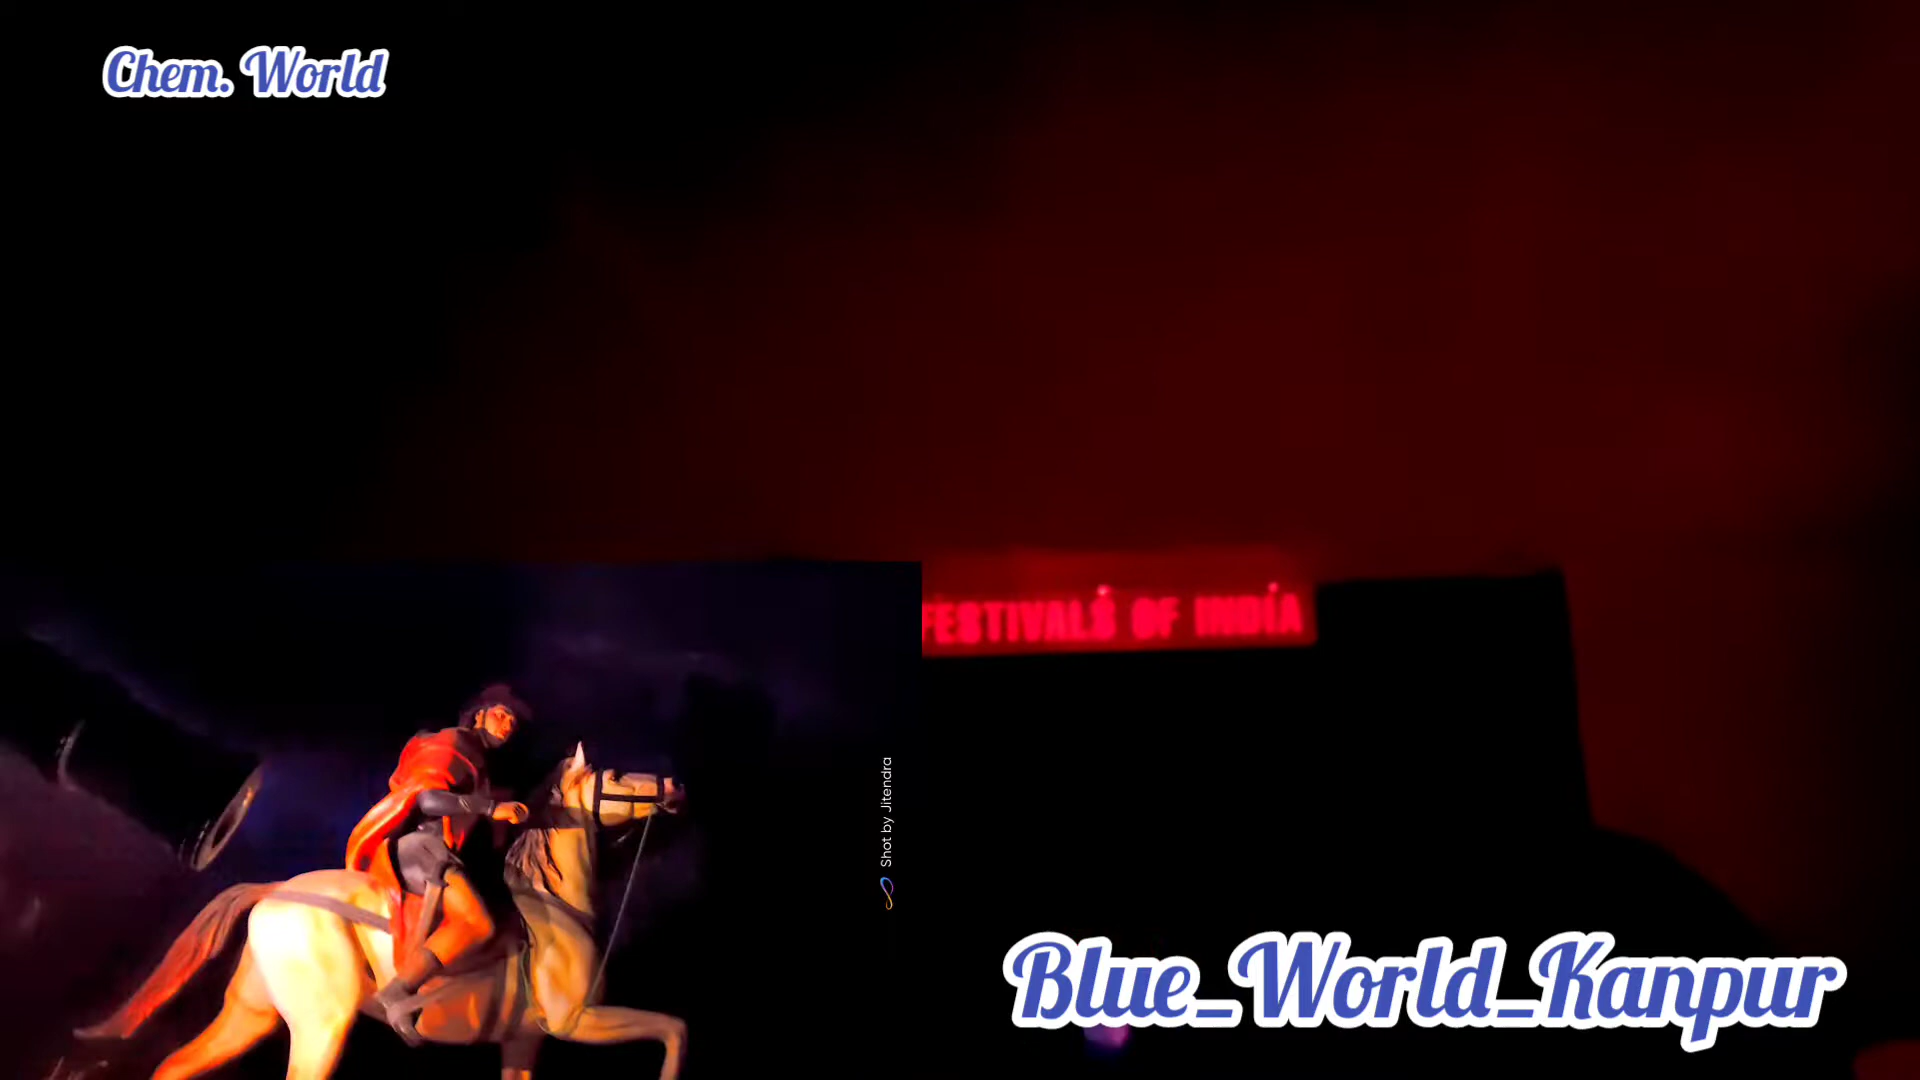 Chem. World
FESTIVALS OF INDIA
Shot by Jitendra
Blue_World_Kanpur